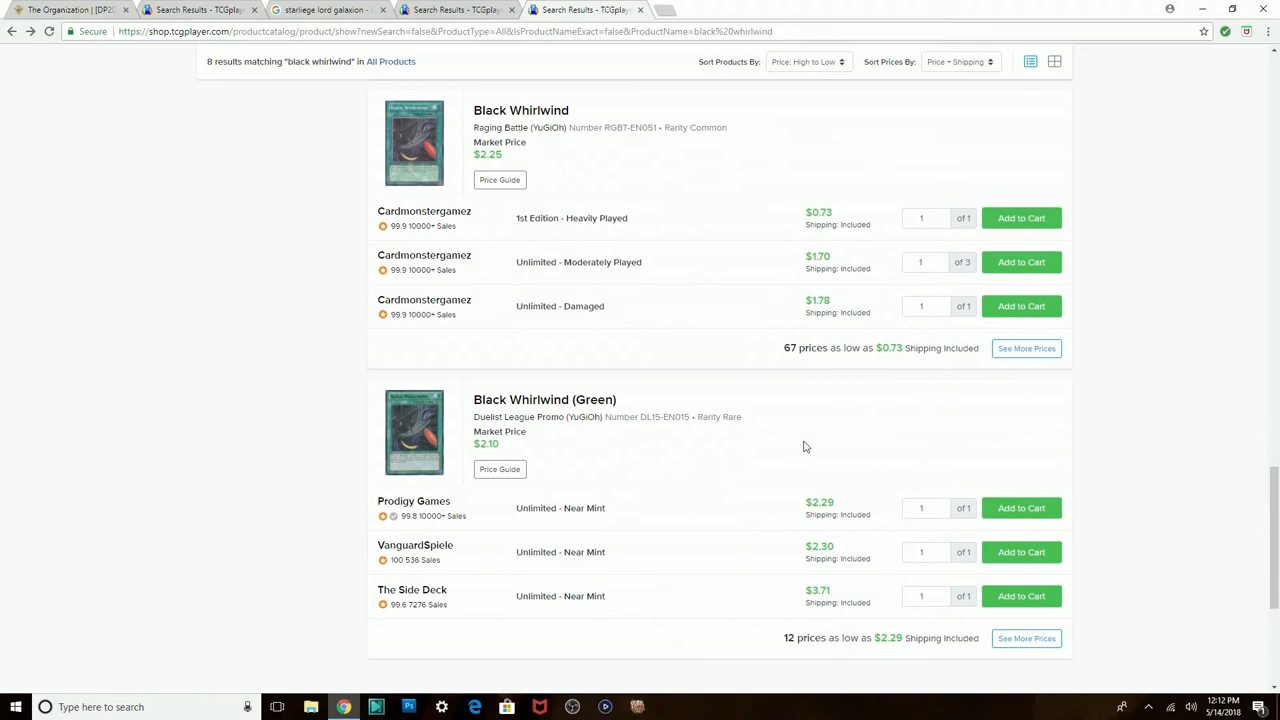 The Organization | [DP20]
Search Results - TCGplay
starliege lord galaxion - G
Search Results - TCGplay
Search Results - TCGplay
Secure https://shop.tcgplayer.com/productcatalog/product/show?newSearch=false&ProductType=All&IsProductNameExact=false&ProductName=black%20whirlwind
8 results matching "black whirlwind" in All Products
Sort Products By: Price: High to Low
Sort Prices By: Price + Shipping
Black Whirlwind
Raging Battle (YuGiOh) Number RGBT-EN051 • Rarity Common
Market Price
$2.25
Price Guide
Cardmonstergamez
99.9 10000+ Sales
1st Edition - Heavily Played
$0.73
Shipping: Included
1 of 1
Add to Cart
Cardmonstergamez
99.9 10000+ Sales
Unlimited - Moderately Played
$1.70
Shipping: Included
1 of 3
Add to Cart
Cardmonstergamez
99.9 10000+ Sales
Unlimited - Damaged
$1.78
Shipping: Included
1 of 1
Add to Cart
67 prices as low as $0.73 Shipping Included
See More Prices
Black Whirlwind (Green)
Duelist League Promo (YuGiOh) Number DL15-EN015 • Rarity Rare
Market Price
$2.10
Price Guide
Prodigy Games
99.8 10000+ Sales
Unlimited - Near Mint
$2.29
Shipping: Included
1 of 1
Add to Cart
VanguardSpiele
100 536 Sales
Unlimited - Near Mint
$2.30
Shipping: Included
1 of 1
Add to Cart
The Side Deck
99.6 7276 Sales
Unlimited - Near Mint
$3.71
Shipping: Included
1 of 1
Add to Cart
12 prices as low as $2.29 Shipping Included
See More Prices
Type here to search
12:12 PM
5/14/2018